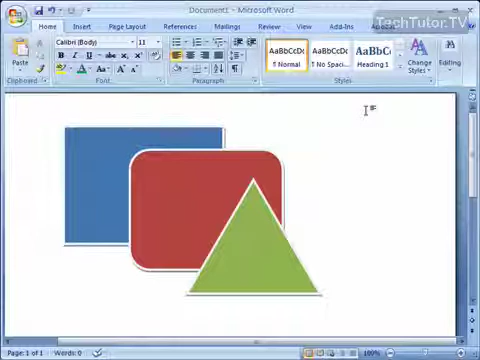 Document1 - Microsoft Word
TechTutor.TV
Home Insert Page Layout References Mailings Review View Add-Ins
Calibri (Body) 11
Paste
B I U abc
Aa A
AaBbCcDc AaBbCcDc AaBbC
¶ Normal ¶ No Spaci... Heading 1
Change Styles
Editing
Clipboard Font Paragraph Styles
Page: 1 of 1 Words: 0 100%